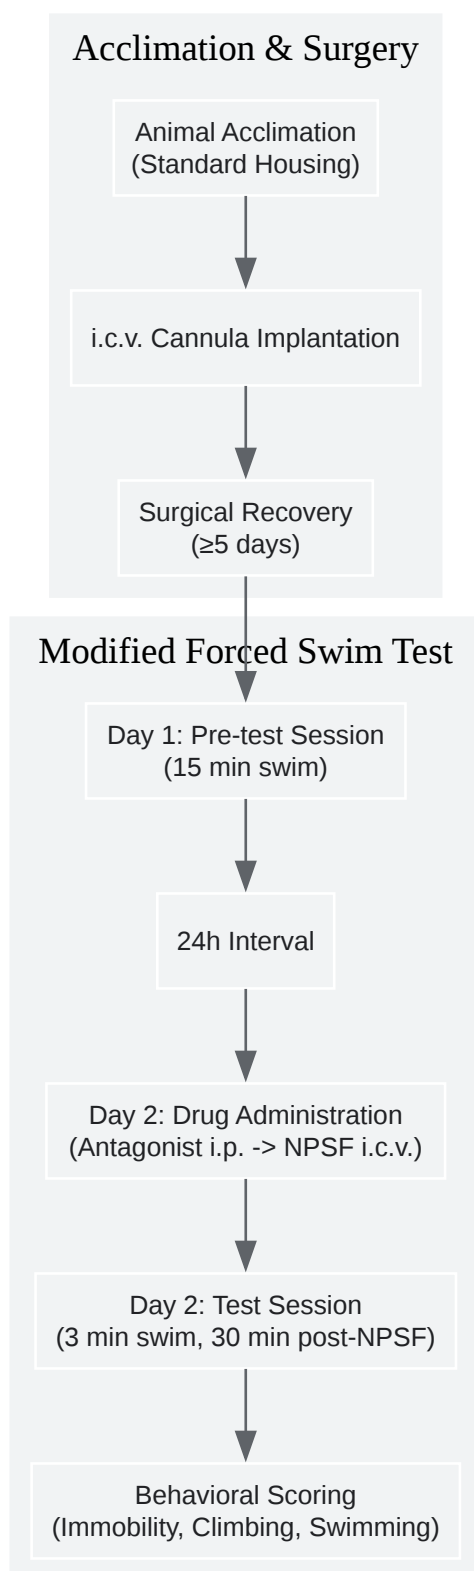 Acclimation & Surgery
Animal Acclimation
(Standard Housing)
i.c.v. Cannula Implantation
Surgical Recovery
(≥5 days)
Modified Forced Swim Test
Day 1: Pre-test Session
(15 min swim)
24h Interval
Day 2: Drug Administration
(Antagonist i.p. -> NPSF i.c.v.)
Day 2: Test Session
(3 min swim, 30 min post-NPSF)
Behavioral Scoring
(Immobility, Climbing, Swimming)